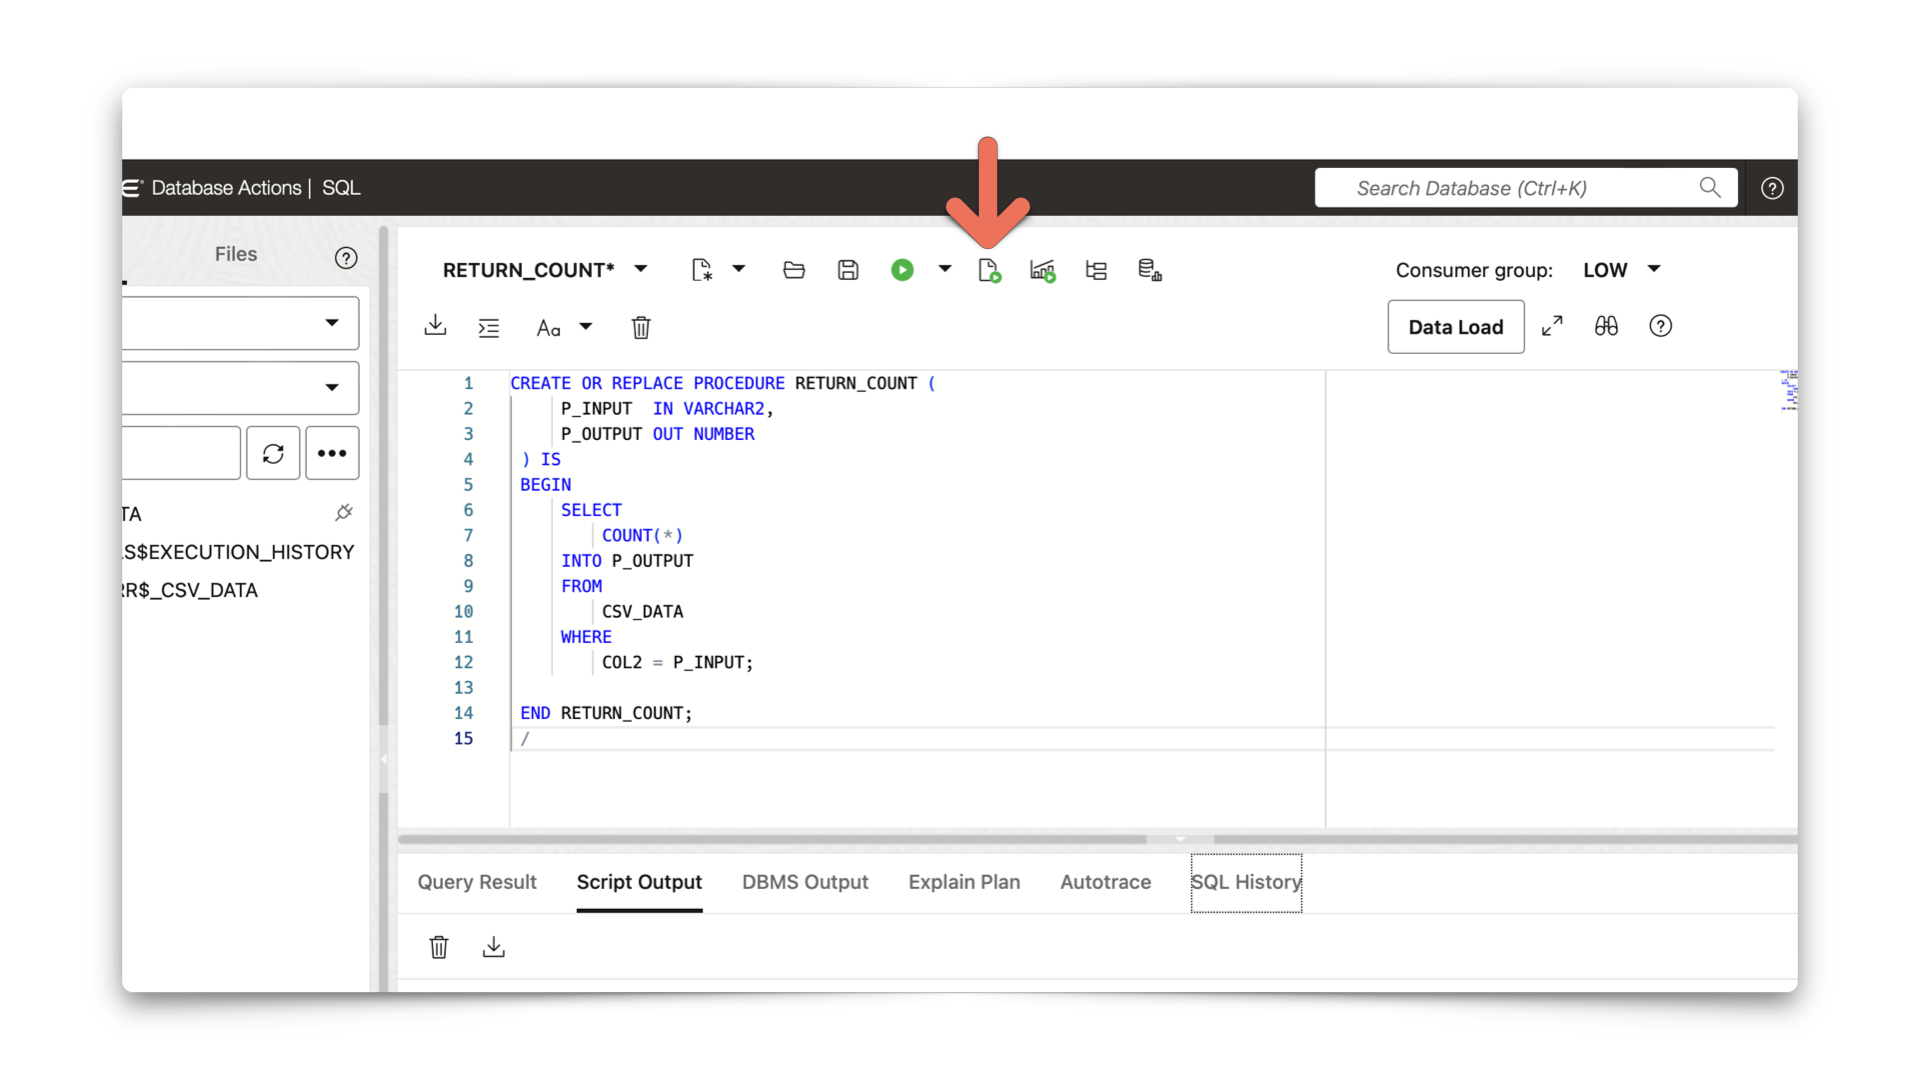 Database Actions | SQL
Search Database (Ctrl+K)
Files
RETURN_COUNT*
Consumer group: LOW
Aa
Data Load
1 CREATE OR REPLACE PROCEDURE RETURN_COUNT (
2 P_INPUT IN VARCHAR2,
3 P_OUTPUT OUT NUMBER
4 ) IS
5 BEGIN
6 SELECT
7 COUNT(*)
8 INTO P_OUTPUT
9 FROM
10 CSV_DATA
11 WHERE
12 COL2 = P_INPUT;
13
14 END RETURN_COUNT;
15 /
TA
S$EXECUTION_HISTORY
R$_CSV_DATA
Query Result
Script Output
DBMS Output
Explain Plan
Autotrace
SQL History